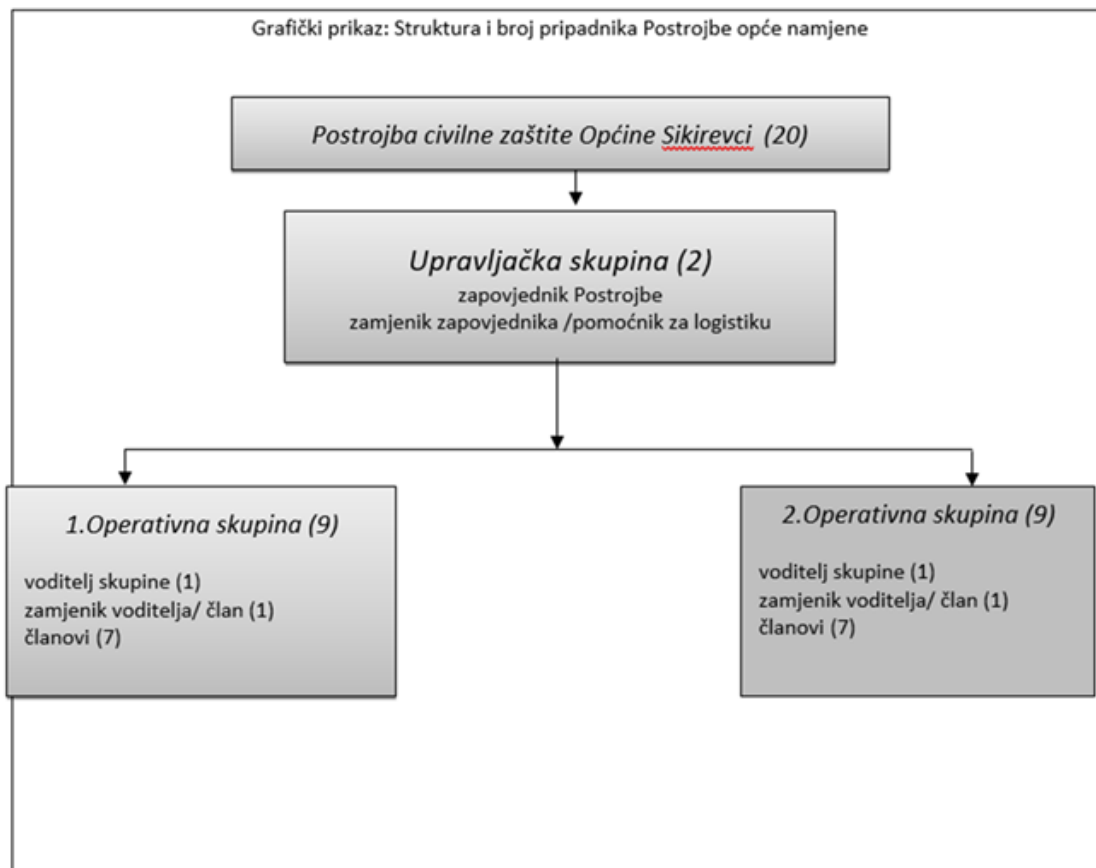 Grafički prikaz: Struktura i broj pripadnika Postrojbe opće namjene
Postrojba civilne zaštite Općine Sikirevci (20)
Upravljačka skupina (2)
zapovjednik Postrojbe
zamjenik zapovjednika /pomoćnik za logistiku
1.Operativna skupina (9)
voditelj skupine (1)
zamjenik voditelja/ član (1)
članovi (7)
2.Operativna skupina (9)
voditelj skupine (1)
zamjenik voditelja/ član (1)
članovi (7)